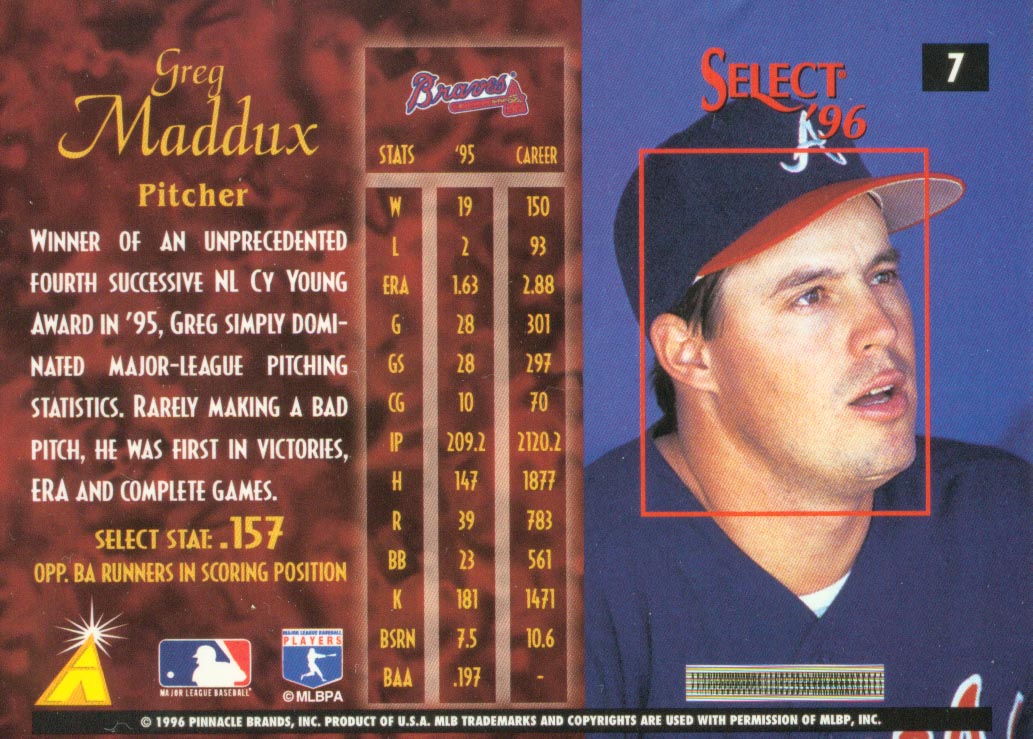 Greg
Maddux
Pitcher
WINNER OF AN UNPRECEDENTED
FOURTH SUCCESSIVE NL CY YOUNG
AWARD IN '95, GREG SIMPLY DOMI-
NATED MAJOR-LEAGUE PITCHING
STATISTICS. RARELY MAKING A BAD
PITCH, HE WAS FIRST IN VICTORIES,
ERA AND COMPLETE GAMES.
SELECT STAT: .157
OPP. BA RUNNERS IN SCORING POSITION
MAJOR LEAGUE BASEBALL
MAJOR LEAGUE BASEBALL
PLAYERS
© MLBPA
Braves
STATS '95 CAREER
W 19 150
L 2 93
ERA 1.63 2.88
G 28 301
GS 28 297
CG 10 70
IP 209.2 2120.2
H 147 1877
R 39 783
BB 23 561
K 181 1471
BSRN 7.5 10.6
BAA .197 -
SELECT
'96
7
A
© 1996 PINNACLE BRANDS, INC. PRODUCT OF U.S.A. MLB TRADEMARKS AND COPYRIGHTS ARE USED WITH PERMISSION OF MLBP, INC.